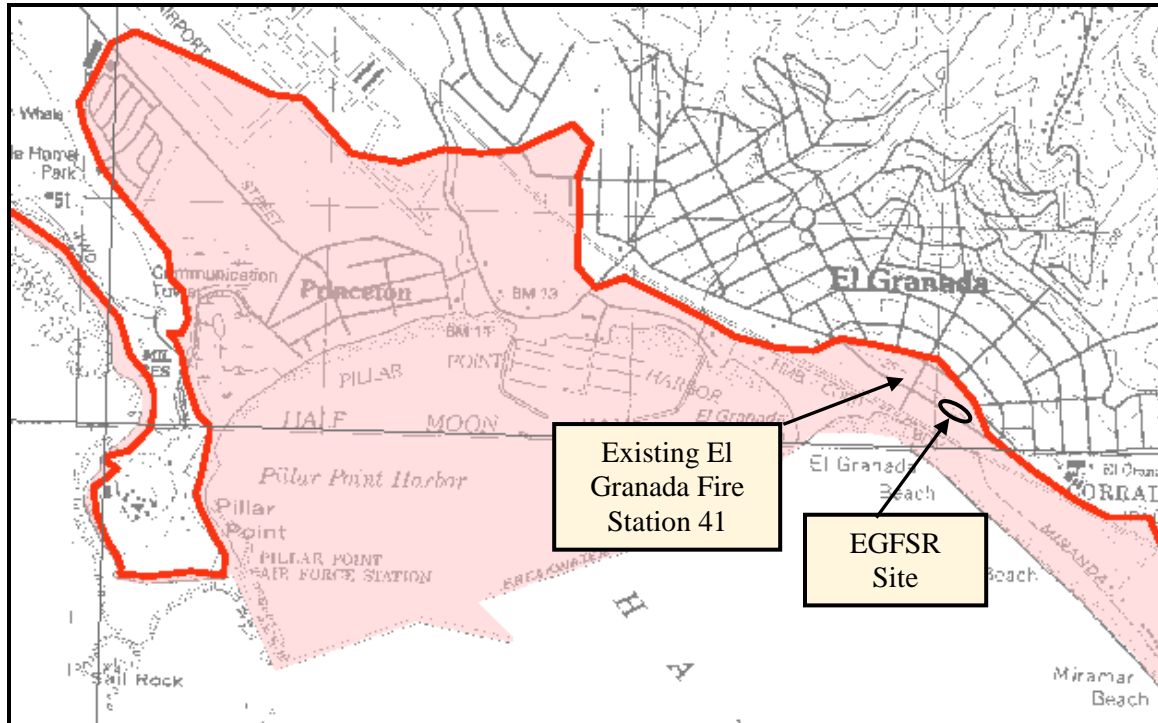 AIRPORT
Whale
Home
Park
51
STREET
Communication
Tower
Princeton
BM 13
BM 11
El Granada
PILLAR
POINT
HARBOR
HALF
MOON
El Granada
Pillar Point Harbor
Pillar
Point
PILLAR POINT
AIR FORCE STATION
BREAKWATER
Existing El
Granada Fire
Station 41
El Granada
Beach
EGFSR
Site
MIRANDA
Beach
H
A
Sail Rock
Miramar
Beach